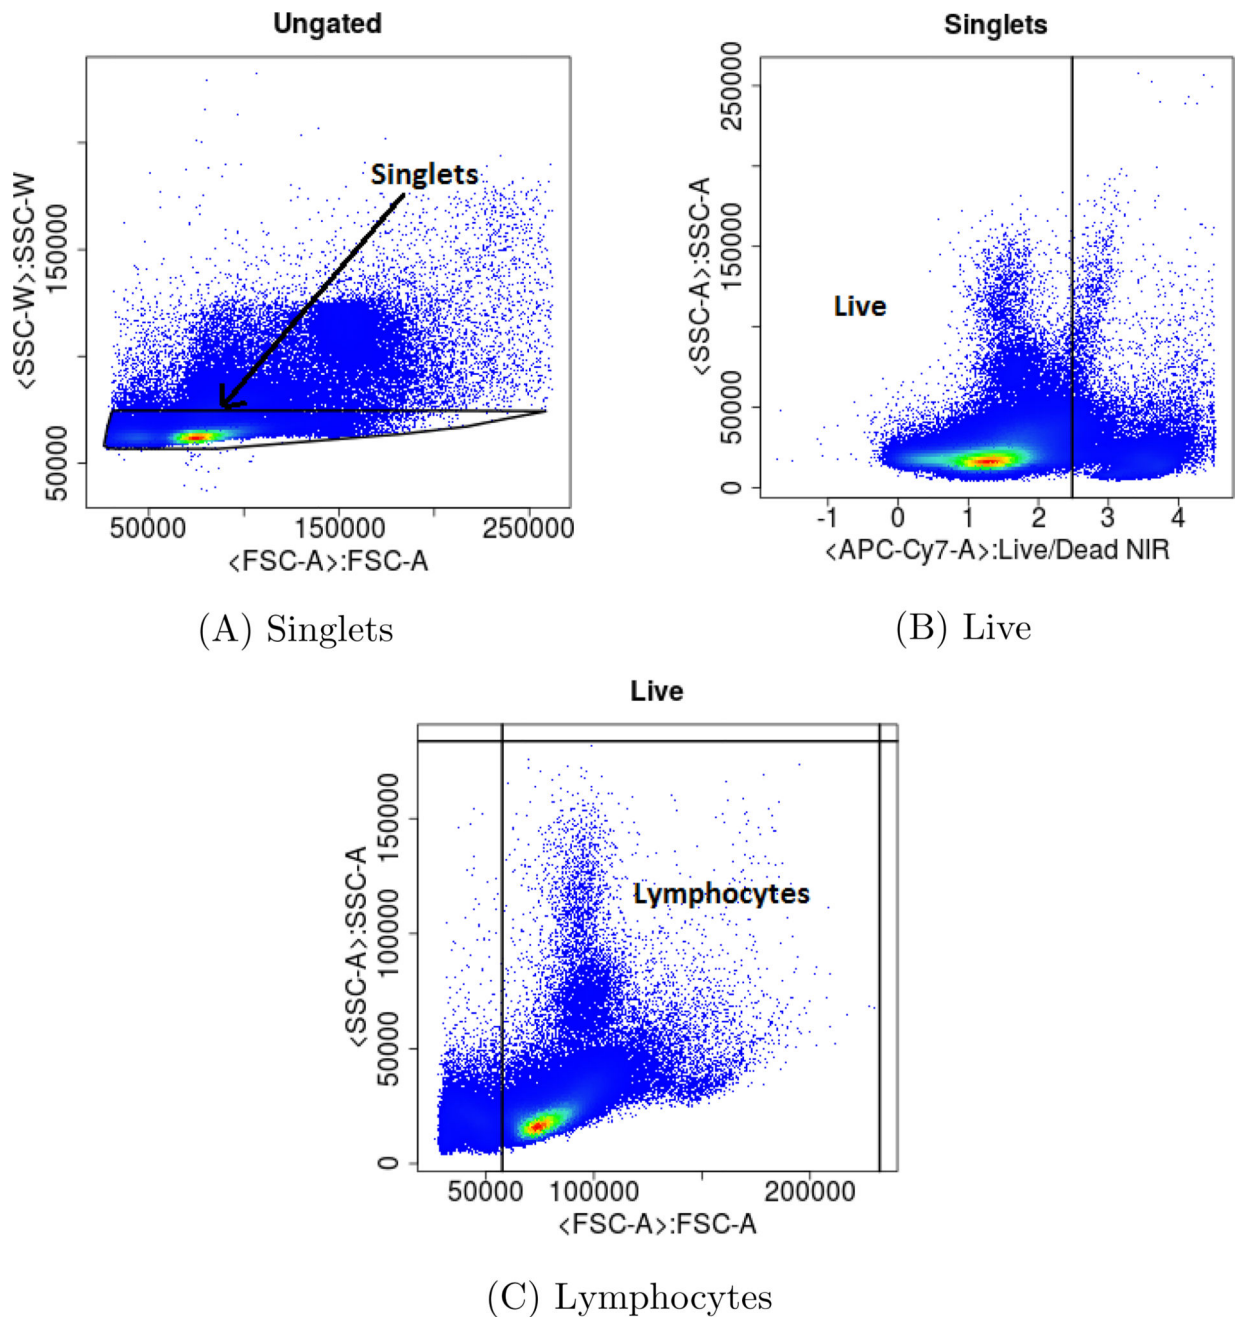 Ungated
Singlets
<SSC-W>:SSC-W
150000
50000
50000
150000
250000
<FSC-A>:FSC-A
(A) Singlets
Singlets
Live
<SSC-A>:SSC-A
250000
150000
50000
0
-1
0
1
2
3
4
<APC-Cy7-A>:Live/Dead NIR
(B) Live
Live
Lymphocytes
<SSC-A>:SSC-A
150000
100000
50000
0
50000
100000
200000
<FSC-A>:FSC-A
(C) Lymphocytes